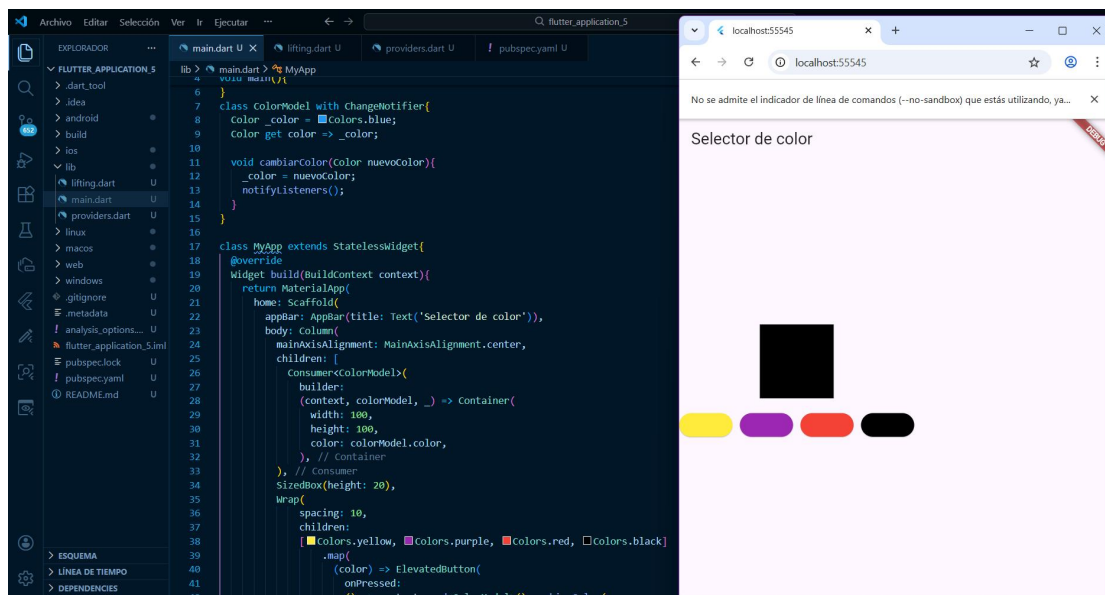 Archivo Editar Selección Ver Ir Ejecutar ···
flutter_application_5
EXPLORADOR ···
FLUTTER_APPLICATION_5
.dart_tool
.idea
android
build
ios
lib
lifting.dart U
main.dart U
providers.dart U
linux
macos
web
windows
.gitignore U
.metadata U
analysis_options.... U
flutter_application_5.iml
pubspec.lock U
pubspec.yaml U
README.md U
ESQUEMA
LÍNEA DE TIEMPO
DEPENDENCIES
452
main.dart U
lifting.dart U
providers.dart U
pubspec.yaml U
lib > main.dart > MyApp
4 void main(){
6 }
7 class ColorModel with ChangeNotifier{
8 Color _color = Colors.blue;
9 Color get color => _color;
10
11 void cambiarColor(Color nuevoColor){
12 _color = nuevoColor;
13 notifyListeners();
14 }
15 }
16
17 class MyApp extends StatelessWidget{
18 @override
19 Widget build(BuildContext context){
20 return MaterialApp(
21 home: Scaffold(
22 appBar: AppBar(title: Text('Selector de color')),
23 body: Column(
24 mainAxisAlignment: MainAxisAlignment.center,
25 children: [
26 Consumer<ColorModel>(
27 builder:
28 (context, colorModel, _) => Container(
29 width: 100,
30 height: 100,
31 color: colorModel.color,
32 ), // Container
33 ), // Consumer
34 SizedBox(height: 20),
35 Wrap(
36 spacing: 10,
37 children:
38 [Colors.yellow, Colors.purple, Colors.red, Colors.black]
39 .map(
40 (color) => ElevatedButton(
41 onPressed:
localhost:55545
localhost:55545
No se admite el indicador de línea de comandos (--no-sandbox) que estás utilizando, ya...
Selector de color
DEBUG